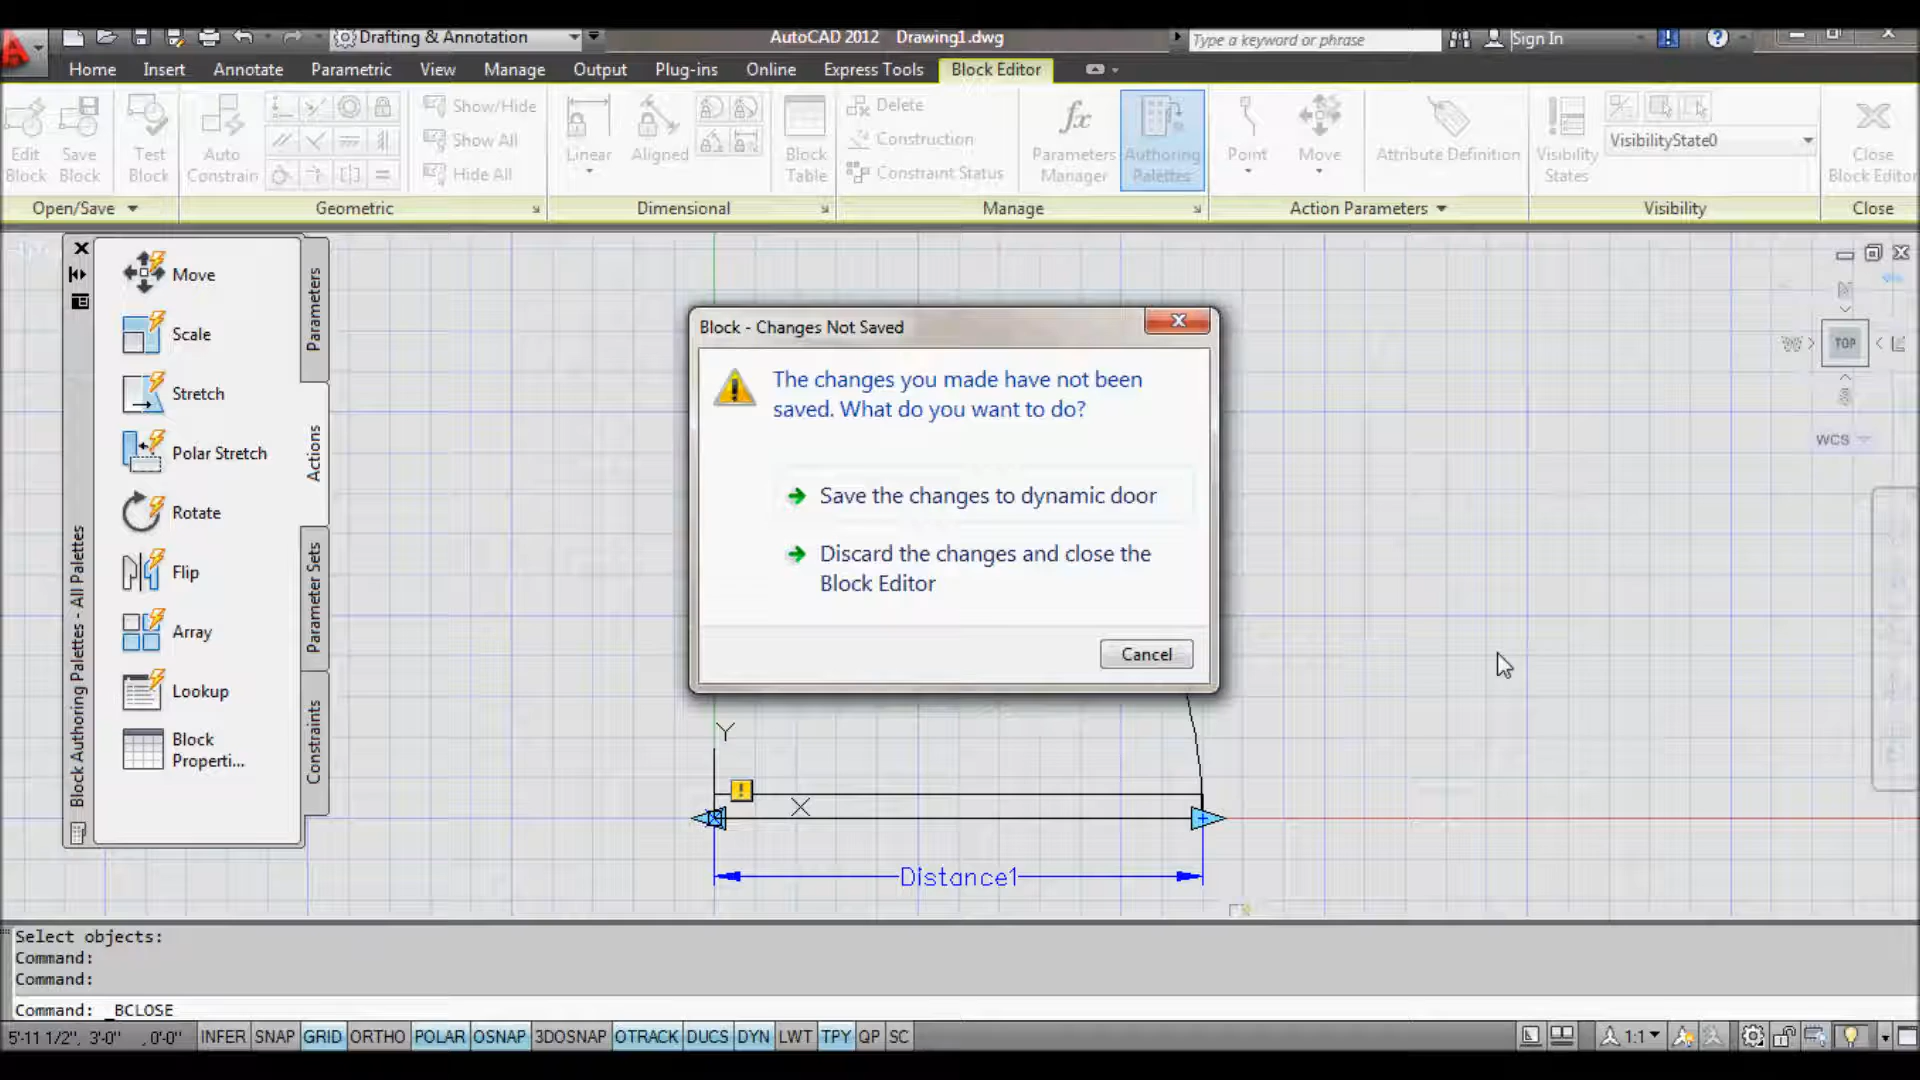 Drafting & Annotation
AutoCAD 2012 Drawing1.dwg
Type a keyword or phrase
Sign In
Home Insert Annotate Parametric View Manage Output Plug-ins Online Express Tools Block Editor
Edit Block
Save Block
Test Block
Auto Constrain
Show/Hide
Show All
Hide All
Linear
Aligned
Block Table
Delete
Construction
Constraint Status
Parameters Manager
Authoring Palettes
Point
Move
Attribute Definition
Visibility States
VisibilityState0
Close Block Editor
Open/Save Geometric Dimensional Manage Action Parameters Visibility Close
Move
Scale
Stretch
Polar Stretch
Rotate
Flip
Array
Lookup
Block
Properti...
Parameters
Actions
Parameter Sets
Constraints
Block Authoring Palettes - All Palettes
Block - Changes Not Saved
The changes you made have not been
saved. What do you want to do?
Save the changes to dynamic door
Discard the changes and close the
Block Editor
Cancel
TOP
WCS
Y
X
Distance1
Select objects:
Command:
Command:
Command: _BCLOSE
5'-11 1/2", 3'-0" , 0'-0" INFER SNAP GRID ORTHO POLAR OSNAP 3DOSNAP OTRACK DUCS DYN LWT TPY QP SC 1:1